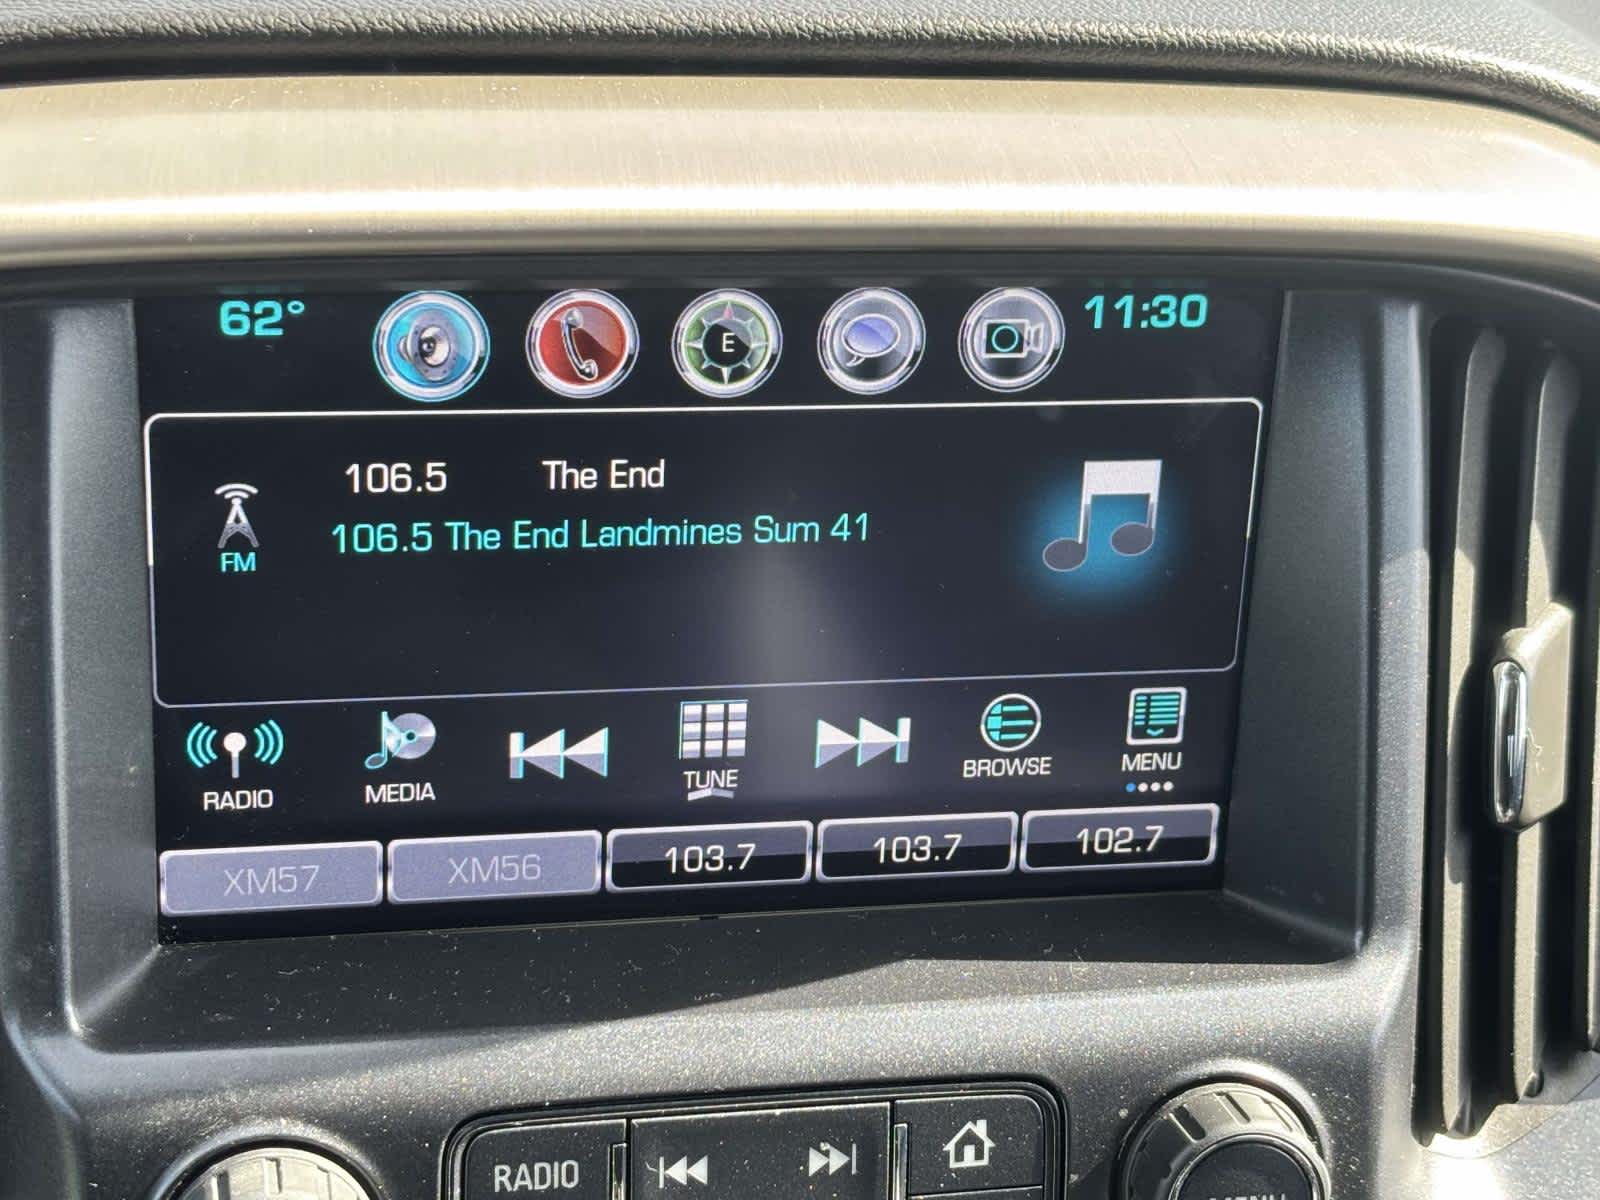 62° E 11:30
106.5 The End
106.5 The End Landmines Sum 41
FM
RADIO MEDIA TUNE BROWSE MENU
XM57 XM56 103.7 103.7 102.7
RADIO
MENU